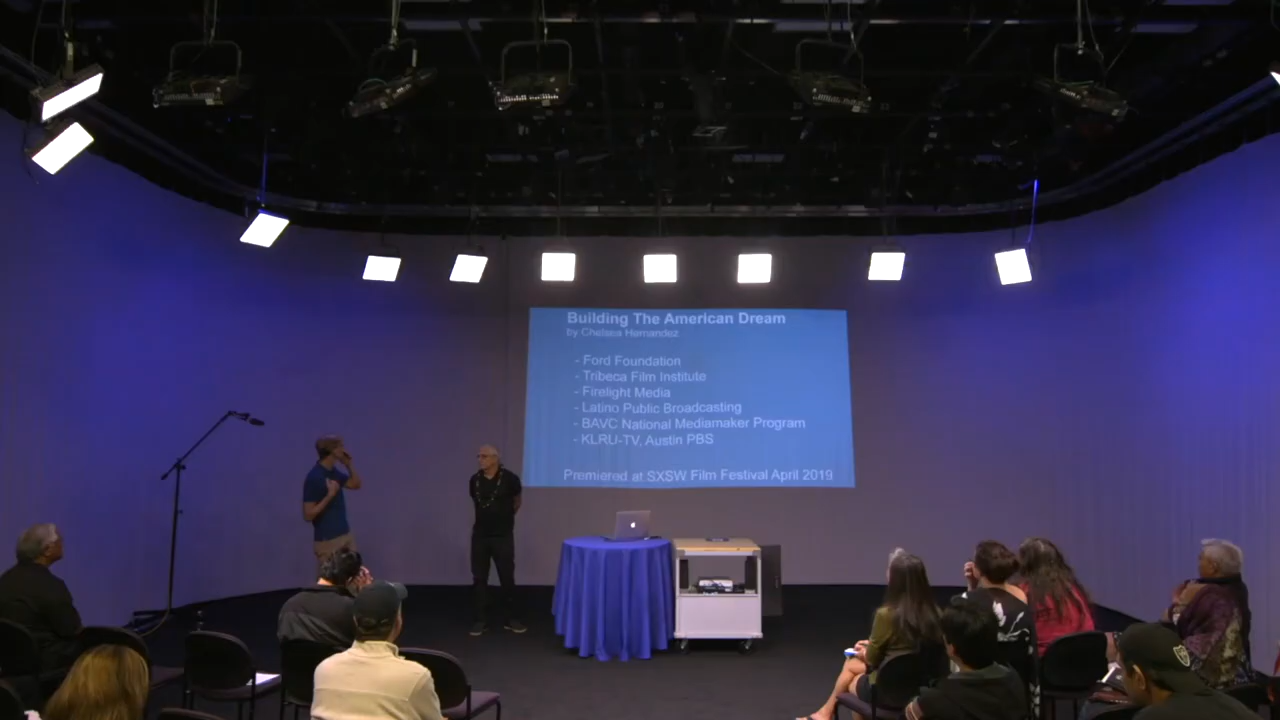 Building The American Dream
by Chelsea Hernandez
- Ford Foundation
- Tribeca Film Institute
- Firelight Media
- Latino Public Broadcasting
- BAVC National Mediamaker Program
- KLRU-TV, Austin PBS
Premiered at SXSW Film Festival April 2019